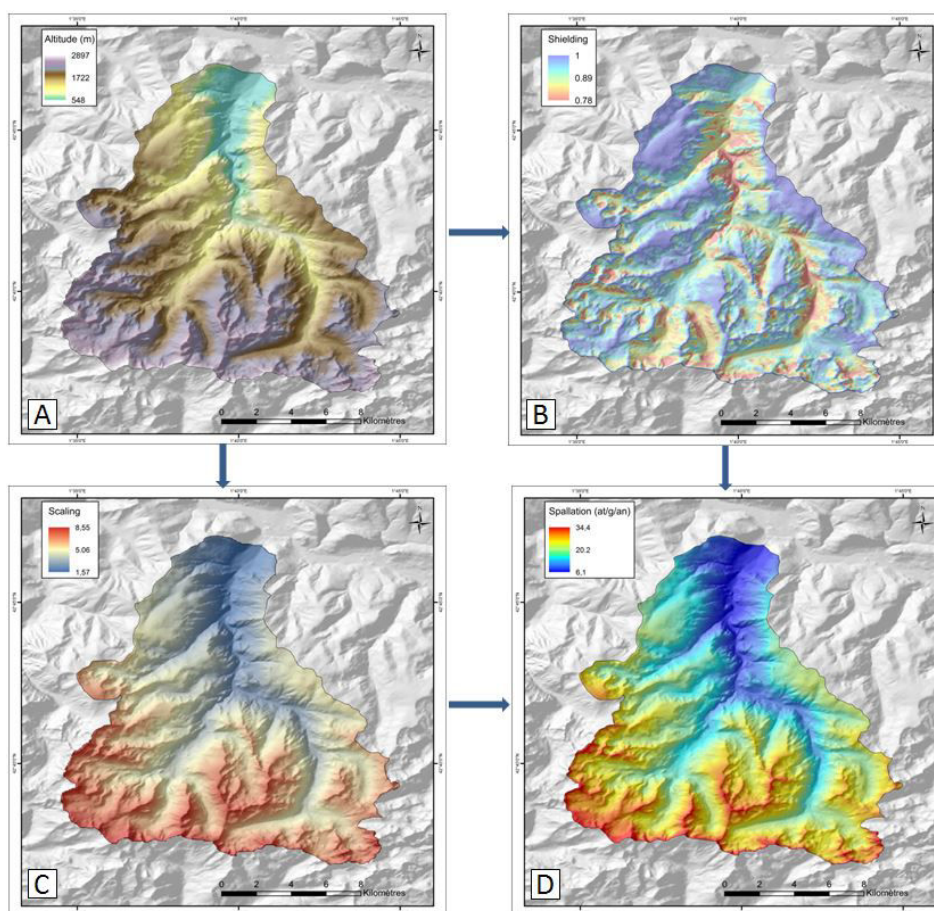 Altitude (m)
2897
1722
548
N
0 2 4 6 8
Kilomètres
A
Shielding
1
0.89
0.78
N
0 2 4 6 8
Kilomètres
B
Scaling
8,55
5.06
1,57
N
0 2 4 6 8
Kilomètres
C
Spallation (at/g/an)
34,4
20.2
6,1
N
0 2 4 6 8
Kilomètres
D